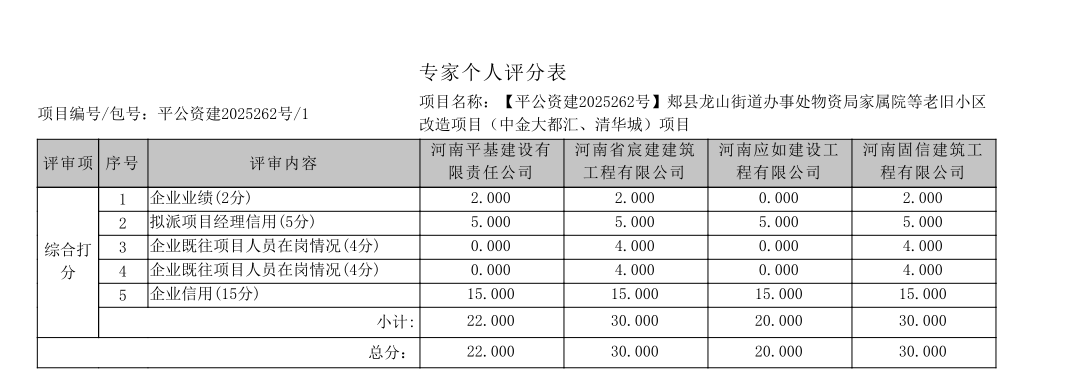 专家个人评分表
项目编号/包号：平公资建2025262号/1
项目名称：【平公资建2025262号】郏县龙山街道办事处物资局家属院等老旧小区
改造项目（中金大都汇、清华城）项目
评审项 序号 评审内容 河南平基建设有限责任公司 河南省宸建建筑工程有限公司 河南应如建设工程有限公司 河南固信建筑工程有限公司
综合打分
1 企业业绩(2分) 2.000 2.000 0.000 2.000
2 拟派项目经理信用(5分) 5.000 5.000 5.000 5.000
3 企业既往项目人员在岗情况(4分) 0.000 4.000 0.000 4.000
4 企业既往项目人员在岗情况(4分) 0.000 4.000 0.000 4.000
5 企业信用(15分) 15.000 15.000 15.000 15.000
小计: 22.000 30.000 20.000 30.000
总分： 22.000 30.000 20.000 30.000